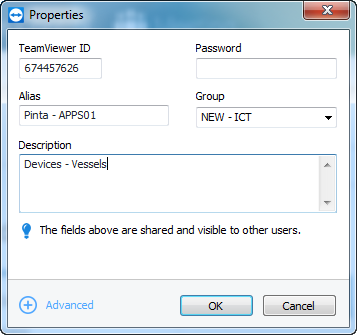 Properties
TeamViewer ID
Password
674457626
Alias
Group
Pinta - APPS01
NEW - ICT
Description
Devices - Vessels
The fields above are shared and visible to other users.
Advanced
OK
Cancel